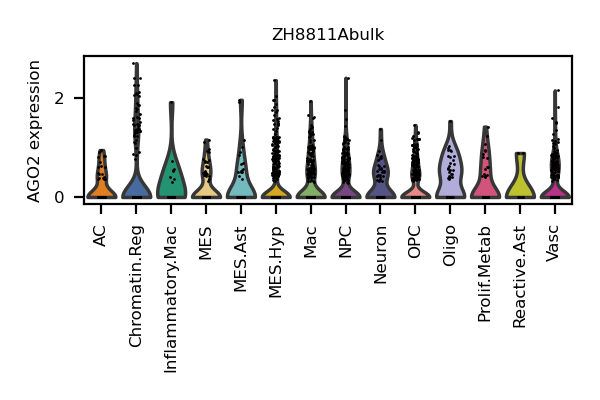 ZH8811Abulk
AGO2 expression
2
0
AC
Chromatin.Reg
Inflammatory.Mac
MES
MES.Ast
MES.Hyp
Mac
NPC
Neuron
OPC
Oligo
Prolif.Metab
Reactive.Ast
Vasc